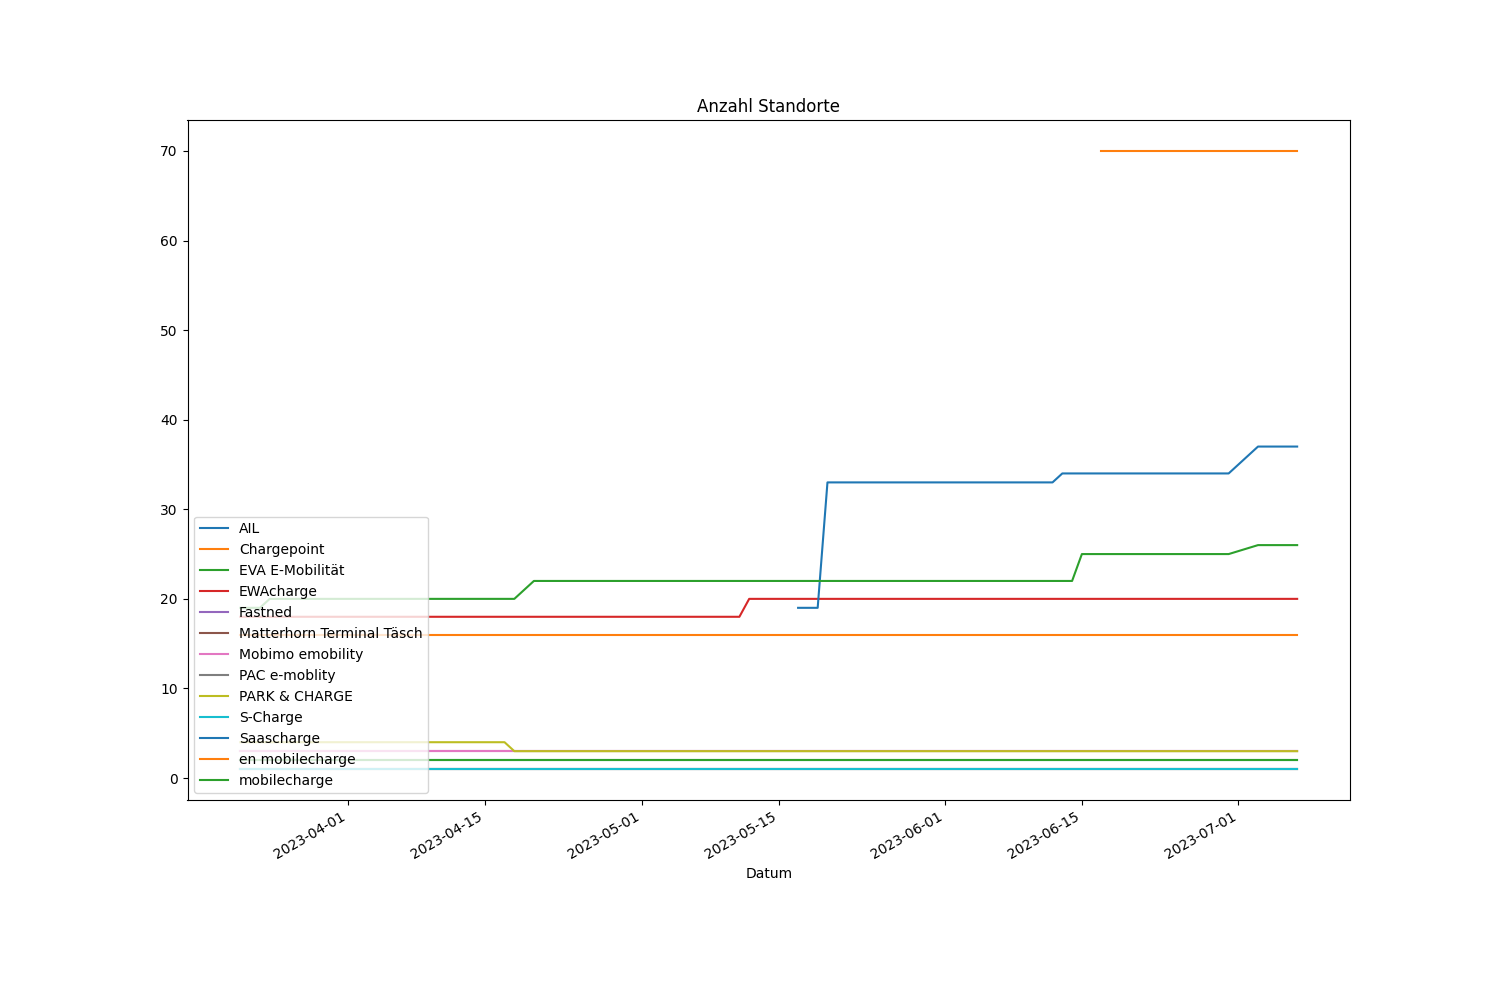 Anzahl Standorte
70
60
50
40
30
20
10
0
AIL
Chargepoint
EVA E-Mobilität
EWAcharge
Fastned
Matterhorn Terminal Täsch
Mobimo emobility
PAC e-moblity
PARK & CHARGE
S-Charge
Saascharge
en mobilecharge
mobilecharge
2023-04-01
2023-04-15
2023-05-01
2023-05-15
2023-06-01
2023-06-15
2023-07-01
Datum